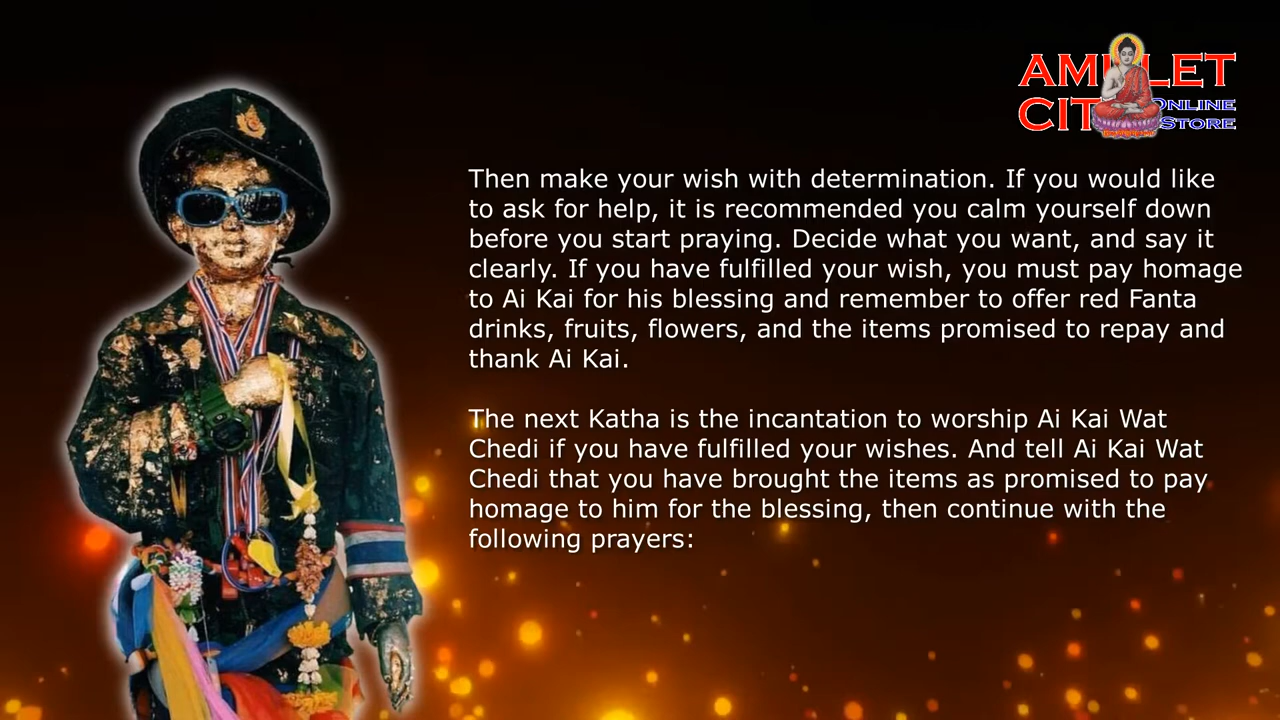 AMULET
CITY ONLINE
STORE
Then make your wish with determination. If you would like
to ask for help, it is recommended you calm yourself down
before you start praying. Decide what you want, and say it
clearly. If you have fulfilled your wish, you must pay homage
to Ai Kai for his blessing and remember to offer red Fanta
drinks, fruits, flowers, and the items promised to repay and
thank Ai Kai.
The next Katha is the incantation to worship Ai Kai Wat
Chedi if you have fulfilled your wishes. And tell Ai Kai Wat
Chedi that you have brought the items as promised to pay
homage to him for the blessing, then continue with the
following prayers: